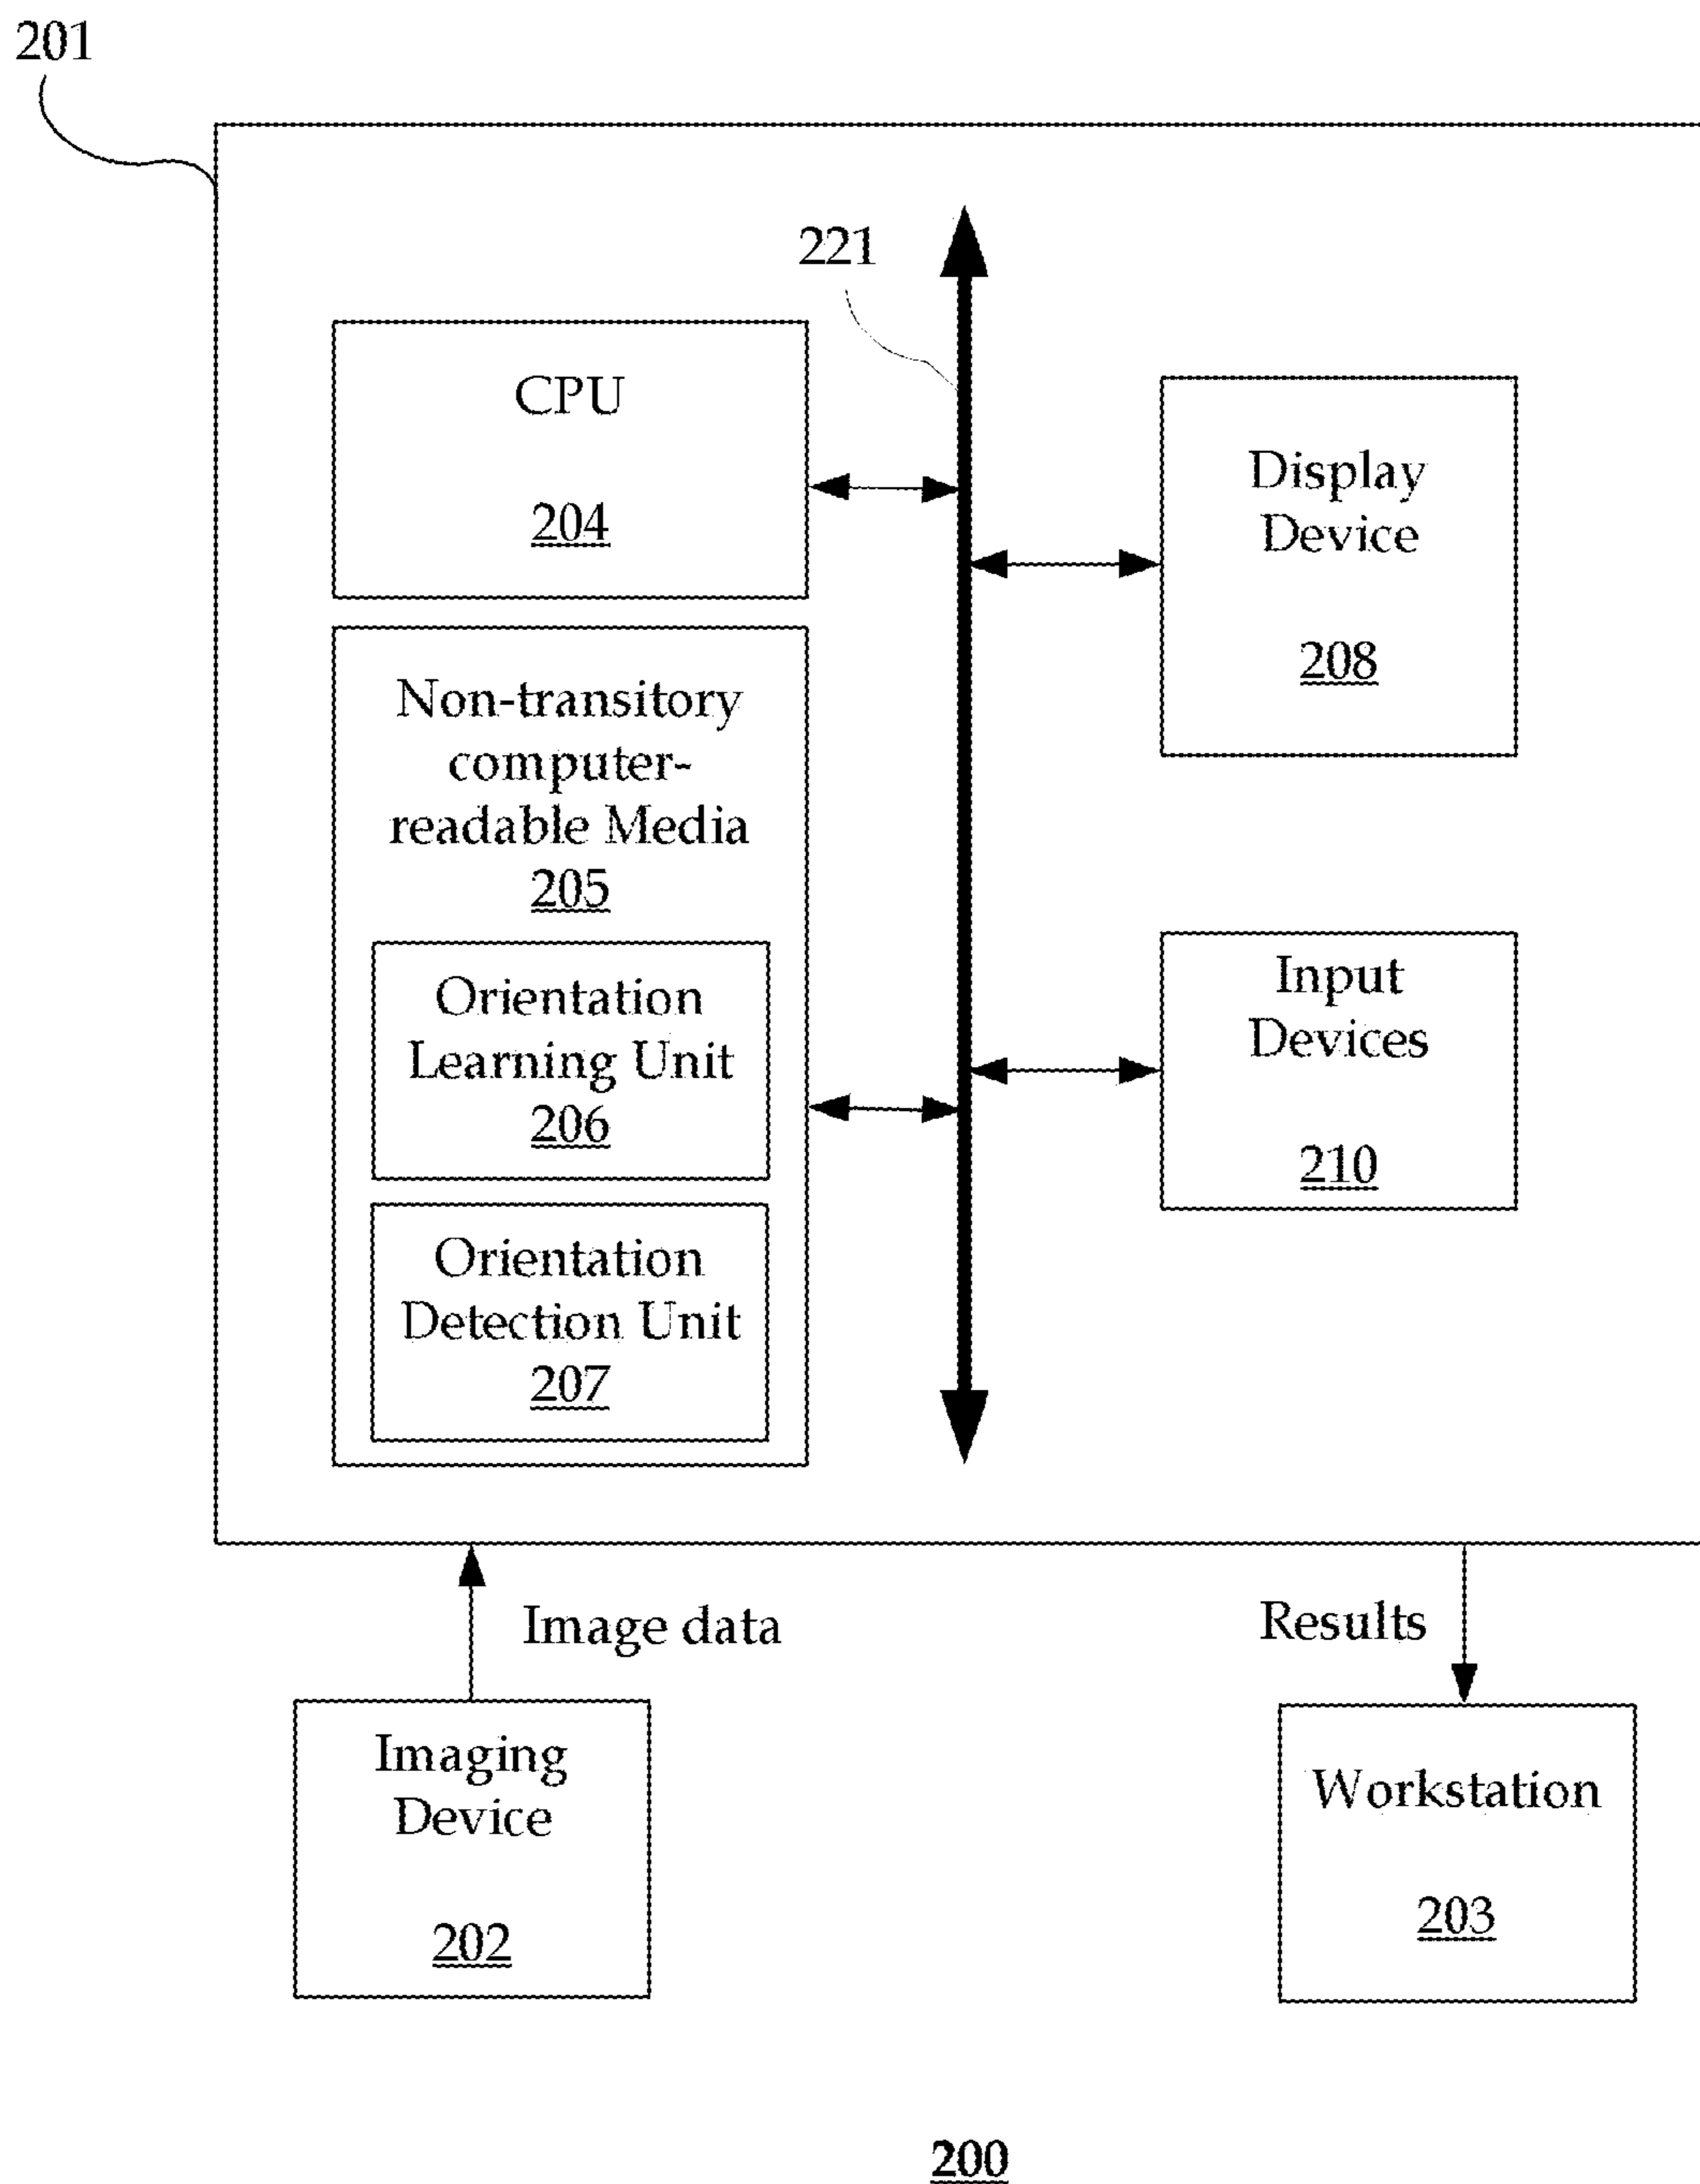 201
221
CPU
204
Display
Device
208
Non-transitory
computer-
readable Media
205
Orientation
Learning Unit
206
Input
Devices
210
Orientation
Detection Unit
207
Image data
Results
Imaging
Device
202
Workstation
203
200